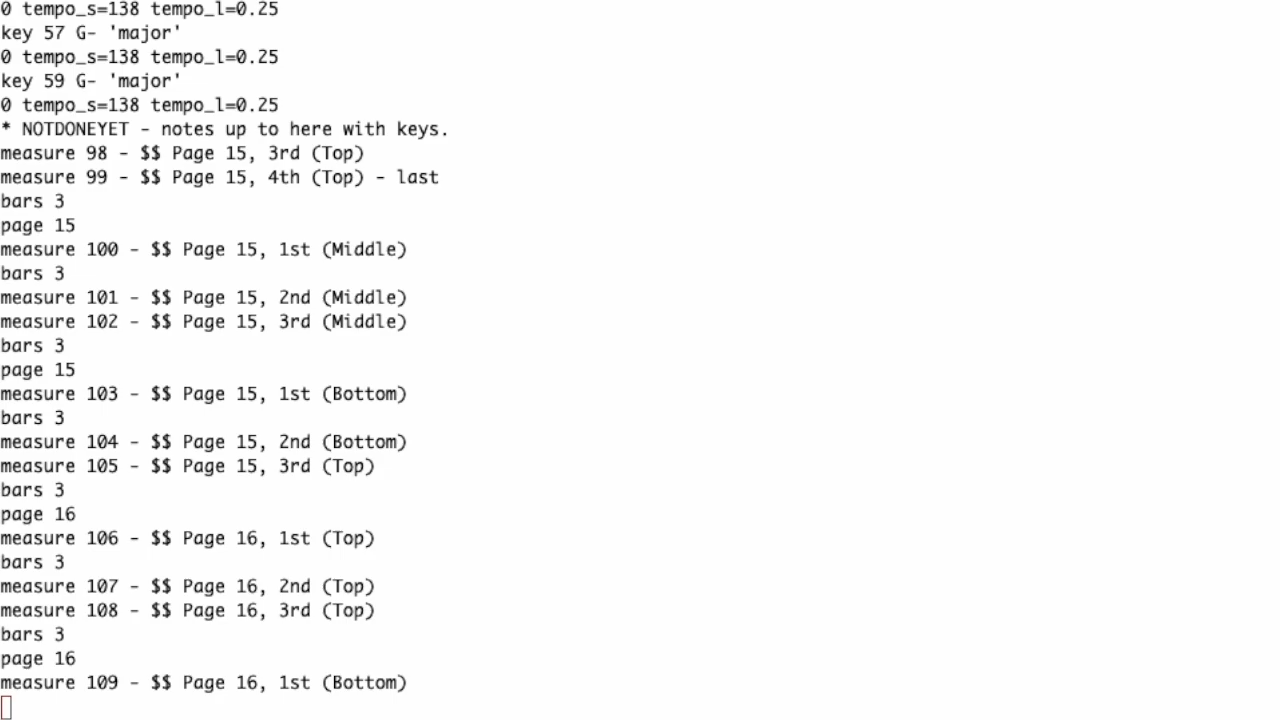 0 tempo_s=138 tempo_l=0.25
key 57 G- 'major'
0 tempo_s=138 tempo_l=0.25
key 59 G- 'major'
0 tempo_s=138 tempo_l=0.25
* NOTDONEYET - notes up to here with keys.
measure 98 - $$ Page 15, 3rd (Top)
measure 99 - $$ Page 15, 4th (Top) - last
bars 3
page 15
measure 100 - $$ Page 15, 1st (Middle)
bars 3
measure 101 - $$ Page 15, 2nd (Middle)
measure 102 - $$ Page 15, 3rd (Middle)
bars 3
page 15
measure 103 - $$ Page 15, 1st (Bottom)
bars 3
measure 104 - $$ Page 15, 2nd (Bottom)
measure 105 - $$ Page 15, 3rd (Top)
bars 3
page 16
measure 106 - $$ Page 16, 1st (Top)
bars 3
measure 107 - $$ Page 16, 2nd (Top)
measure 108 - $$ Page 16, 3rd (Top)
bars 3
page 16
measure 109 - $$ Page 16, 1st (Bottom)